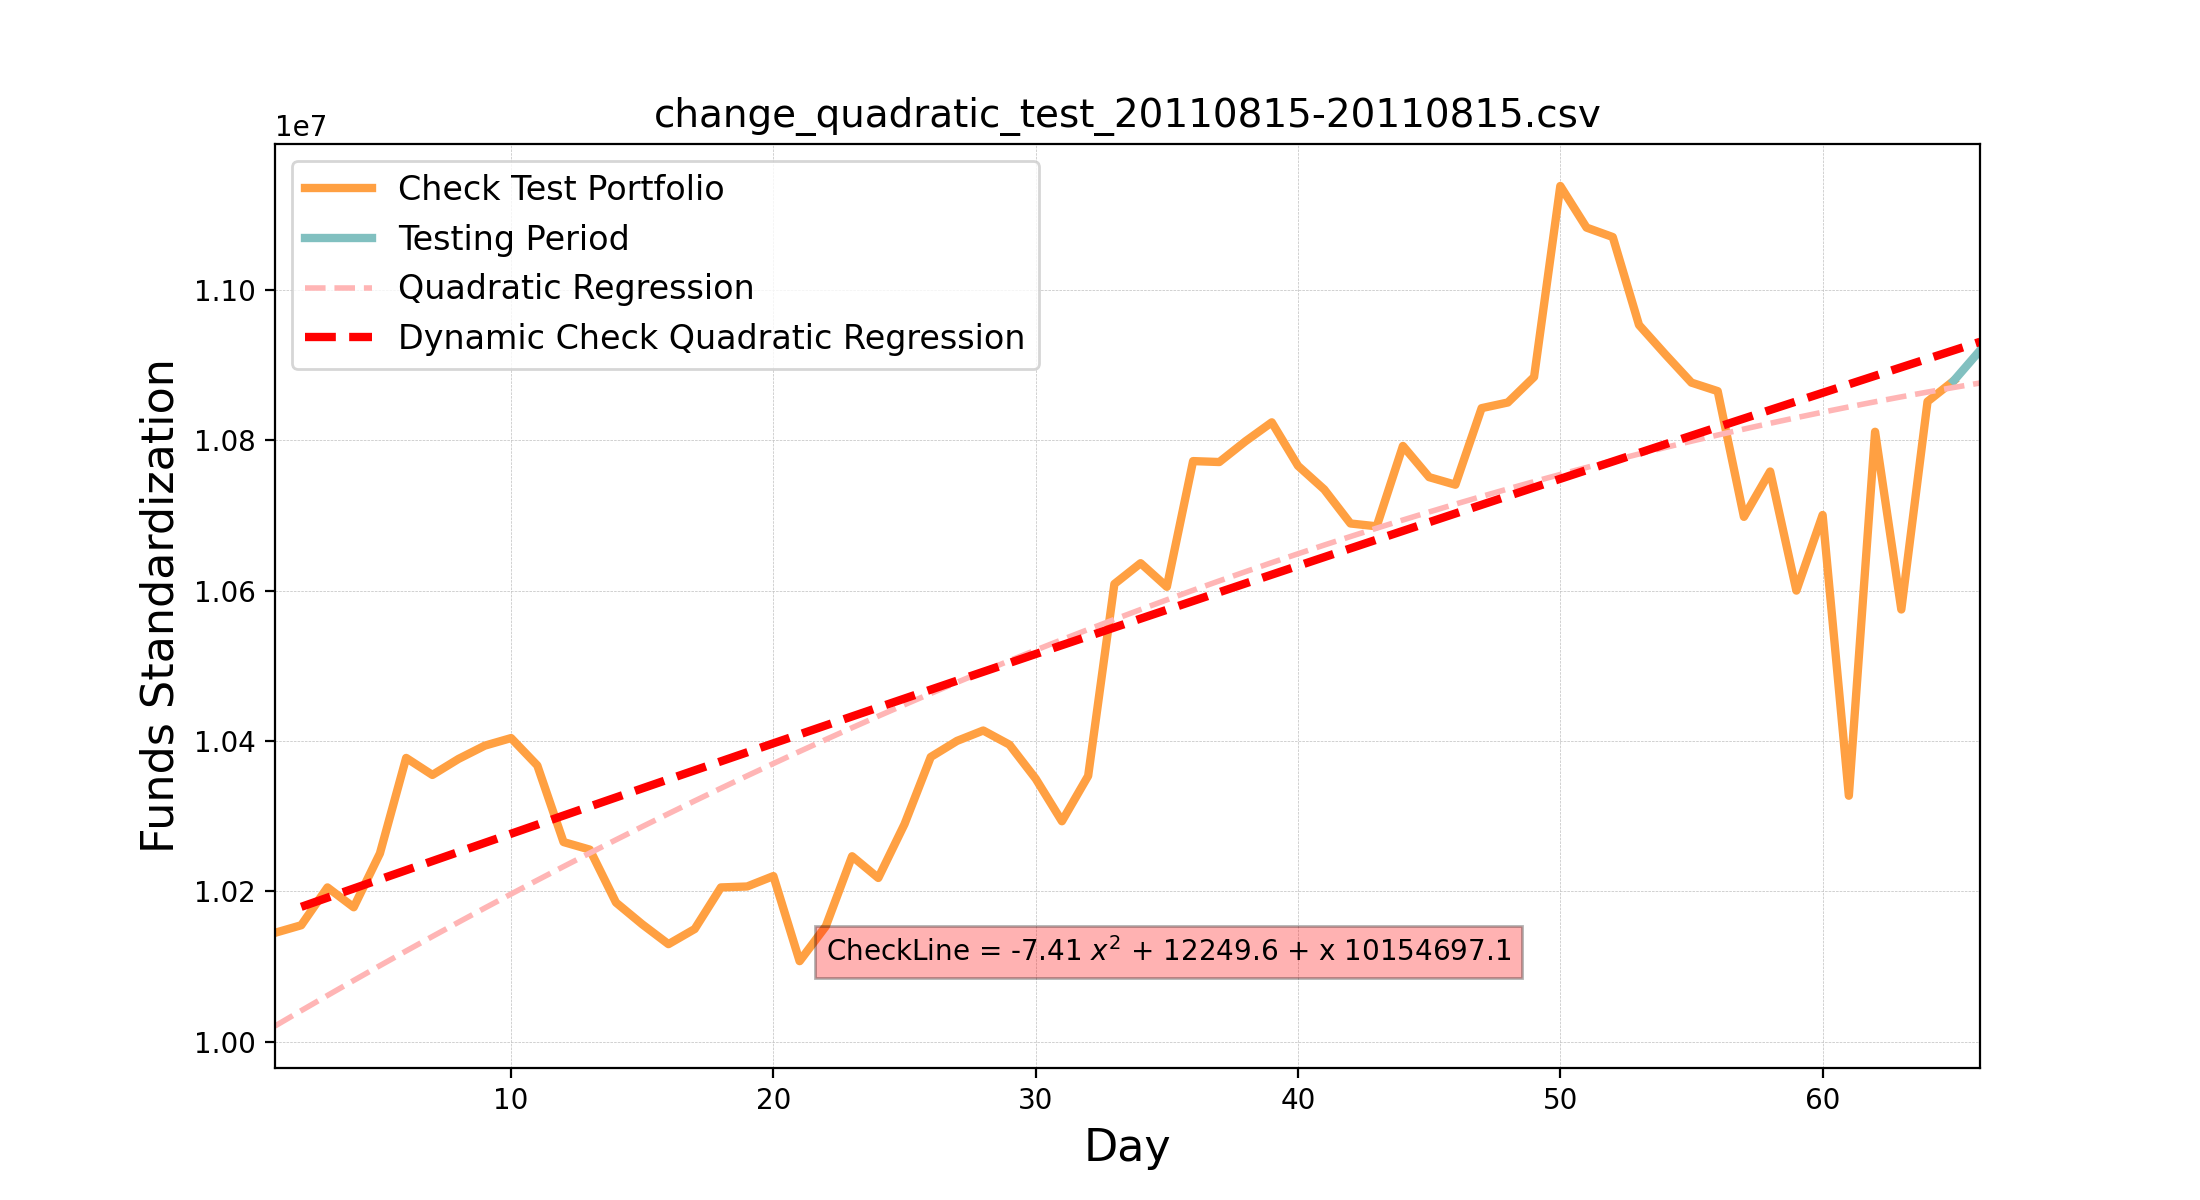 change_quadratic_test_20110815-20110815.csv
1e7
Check Test Portfolio
Testing Period
Quadratic Regression
Dynamic Check Quadratic Regression
Funds Standardization
1.10
1.08
1.06
1.04
1.02
1.00
CheckLine = -7.41 x² + 12249.6 + x 10154697.1
10 20 30 40 50 60
Day